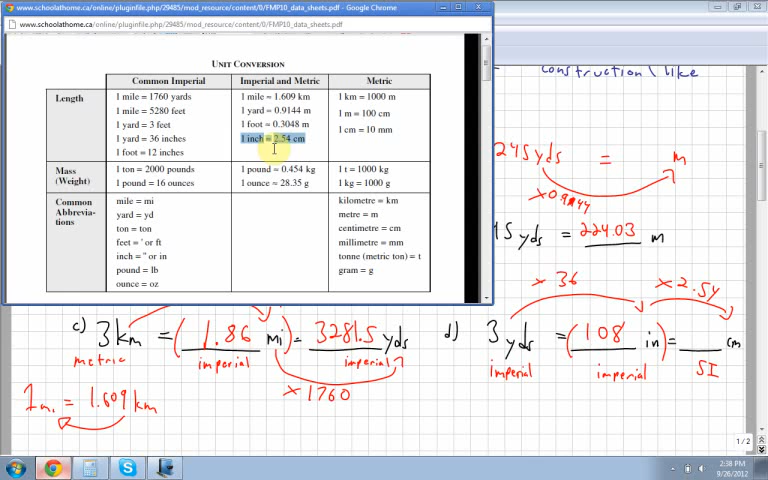 www.schoolathome.ca/online/pluginfile.php/29485/mod_resource/content/0/FMP10_data_sheets.pdf - Google Chrome
www.schoolathome.ca/online/pluginfile.php/29485/mod_resource/content/0/FMP10_data_sheets.pdf
UNIT CONVERSION
Common Imperial Imperial and Metric Metric
Length
1 mile = 1760 yards
1 mile = 5280 feet
1 yard = 3 feet
1 yard = 36 inches
1 foot = 12 inches
1 mile ≈ 1.609 km
1 yard = 0.9144 m
1 foot ≈ 0.3048 m
1 inch = 2.54 cm
1 km = 1000 m
1 m = 100 cm
1 cm = 10 mm
Mass
(Weight)
1 ton = 2000 pounds
1 pound = 16 ounces
1 pound ≈ 0.454 kg
1 ounce ≈ 28.35 g
1 t = 1000 kg
1 kg = 1000 g
Common
Abbrevia-
tions
mile = mi
yard = yd
ton = ton
feet = ' or ft
inch = " or in
pound = lb
ounce = oz
kilometre = km
metre = m
centimetre = cm
millimetre = mm
tonne (metric ton) = t
gram = g
construction \ like
245 yds = m
45 yds = 224.03 m
x 36 x 2.54
c) 3 km = (1.86 mi) = 3281.5 yds
metric imperial imperial
x 1760
1 mi = 1.609 km
d) 3 yds = (108 in) = cm
imperial imperial SI
1 / 2
2:38 PM
9/26/2012